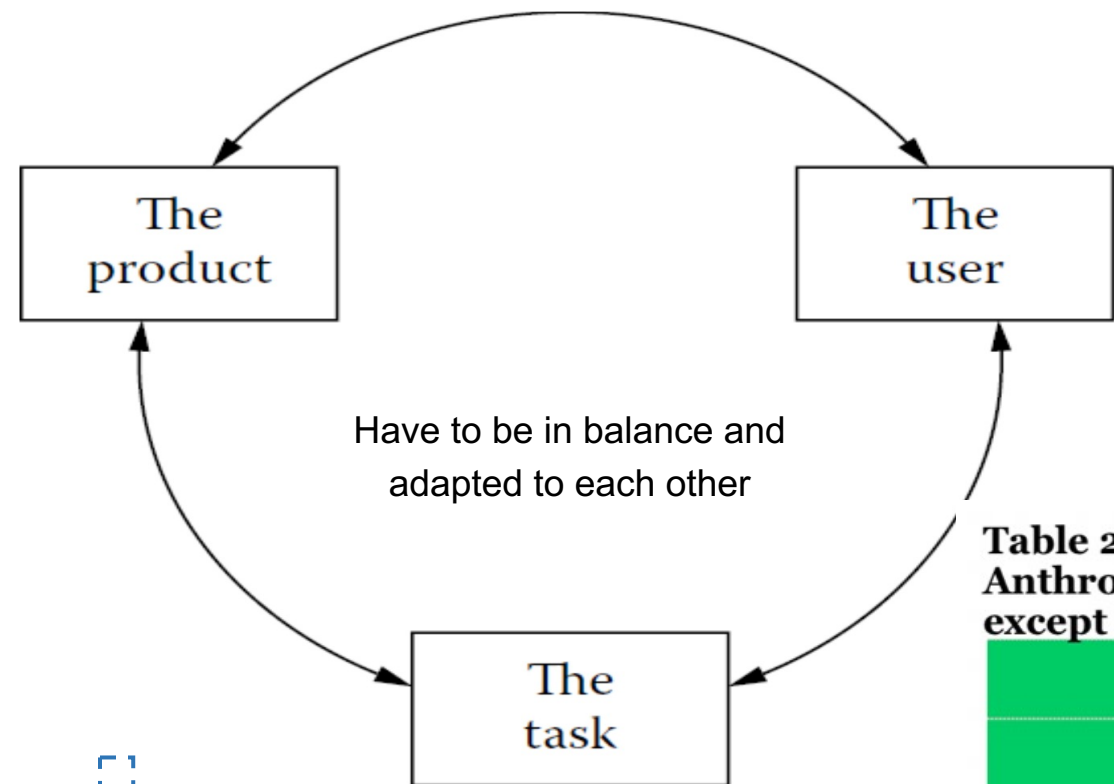 The
product
The
user
Have to be in balance and
adapted to each other
Table 2
Anthro
except
The
task